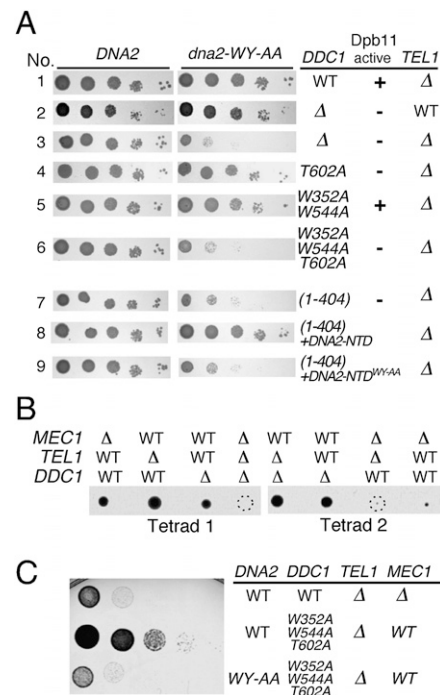 A
No.
DNA2 dna2-WY-AA DDC1 Dpb11 active TEL1
1 WT + Δ
2 Δ - WT
3 Δ - Δ
4 T602A - Δ
5 W352A W544A + Δ
6 W352A W544A T602A - Δ
7 (1-404) - Δ
8 (1-404) +DNA2-NTD Δ
9 (1-404) +DNA2-NTD^WY-AA Δ
B
MEC1 Δ WT WT Δ WT WT Δ Δ
TEL1 WT WT Δ Δ Δ WT Δ WT
DDC1 WT WT Δ Δ Δ Δ WT WT
Tetrad 1 Tetrad 2
C
DNA2 DDC1 TEL1 MEC1
WT WT Δ Δ
WT W352A W544A T602A Δ WT
WY-AA W352A W544A T602A Δ WT